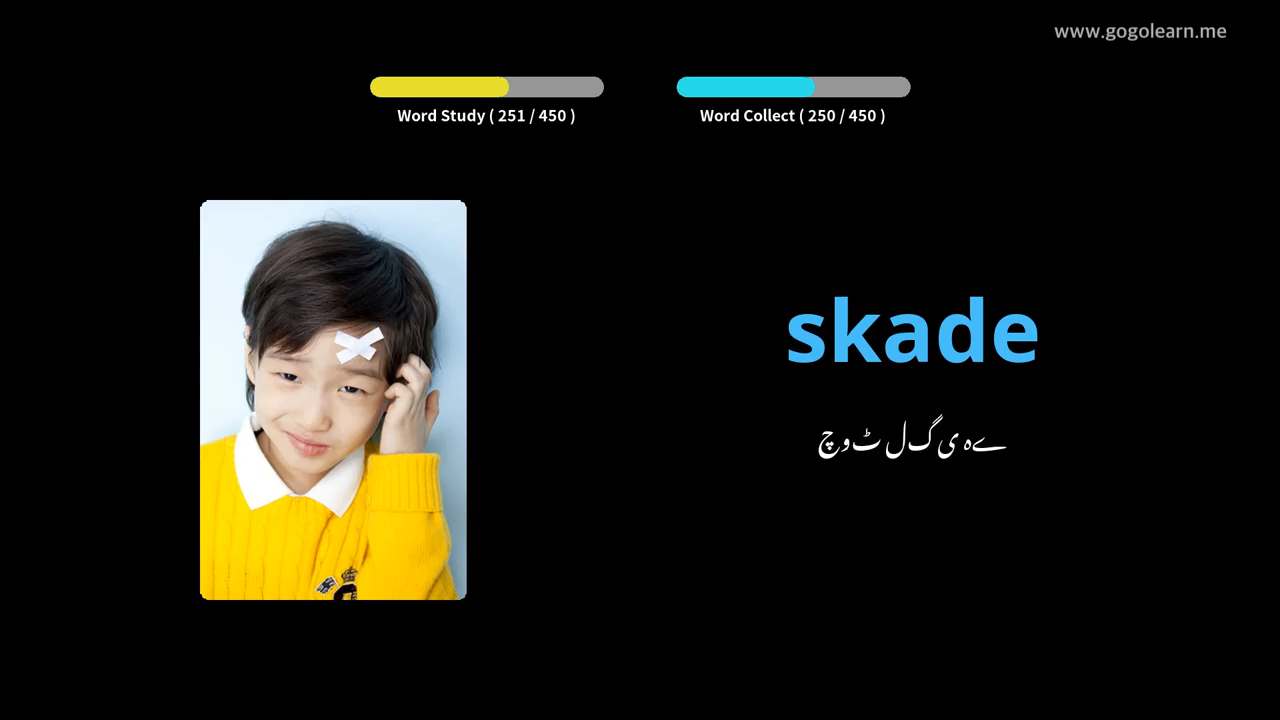 www.gogolearn.me
Word Study ( 251 / 450 )
Word Collect ( 250 / 450 )
skade
چوٹ لگی ہے